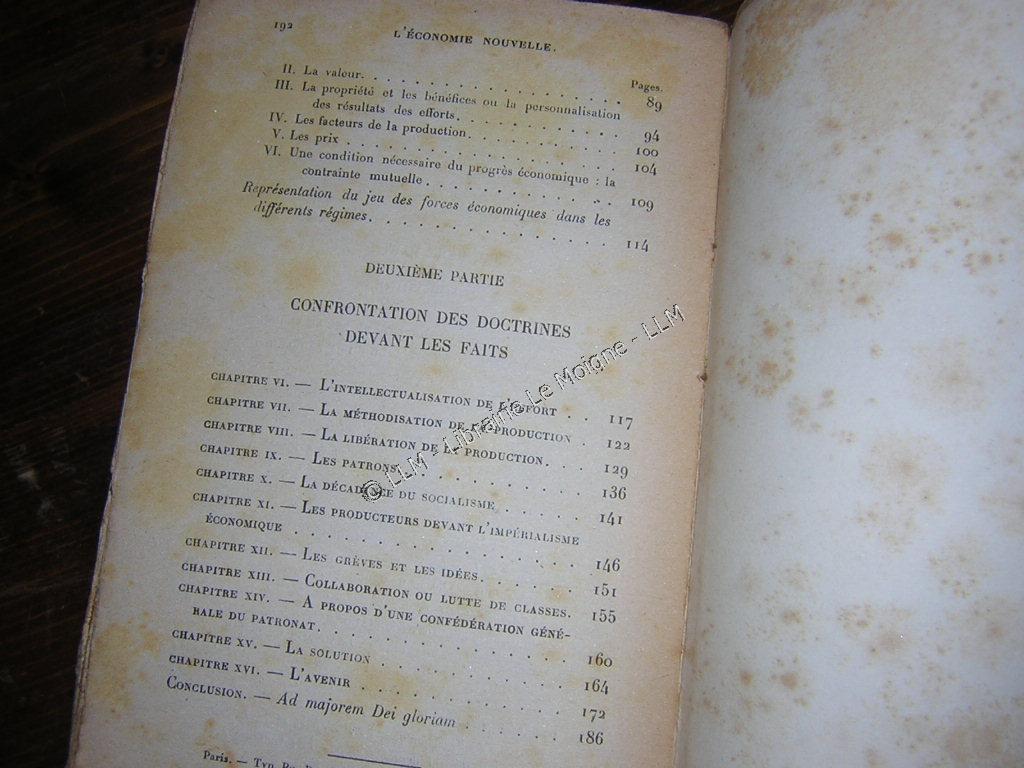 192 L'ÉCONOMIE NOUVELLE.
Pages.
II. La valeur. . . . . . . . . . . . . . . . . 89
III. La propriété et les bénéfices ou la personnalisation
des résultats des efforts. . . . . . . . . . . . 94
IV. Les facteurs de la production. . . . . . . . . . 100
V. Les prix . . . . . . . . . . . . . . . . . . 104
VI. Une condition nécessaire du progrès économique : la
contrainte mutuelle. . . . . . . . . . . . . 109
Représentation du jeu des forces économiques dans les
différents régimes. . . . . . . . . . . . . . . 114
DEUXIÈME PARTIE
CONFRONTATION DES DOCTRINES
DEVANT LES FAITS
CHAPITRE VI. — L'INTELLECTUALISATION DE L'EFFORT . . 117
CHAPITRE VII. — LA MÉTHODISATION DE LA PRODUCTION . 122
CHAPITRE VIII. — LA LIBÉRATION DE LA PRODUCTION. . . 129
CHAPITRE IX. — LES PATRONS. . . . . . . . . . . 136
CHAPITRE X. — LA DÉCADENCE DU SOCIALISME . . . . . 141
CHAPITRE XI. — LES PRODUCTEURS DEVANT L'IMPÉRIALISME
ÉCONOMIQUE . . . . . . . . . . . . . . . . 146
CHAPITRE XII. — LES GRÈVES ET LES IDÉES. . . . . . 151
CHAPITRE XIII. — COLLABORATION OU LUTTE DE CLASSES. 155
CHAPITRE XIV. — A PROPOS D'UNE CONFÉDÉRATION GÉNÉ-
RALE DU PATRONAT. . . . . . . . . . . . . . 160
CHAPITRE XV. — LA SOLUTION . . . . . . . . . . 164
CHAPITRE XVI. — L'AVENIR . . . . . . . . . . . 172
CONCLUSION. — Ad majorem Dei gloriam . . . . . . 186
Paris. — Typ.
© LLM - Librairie Le Moigne - LLM